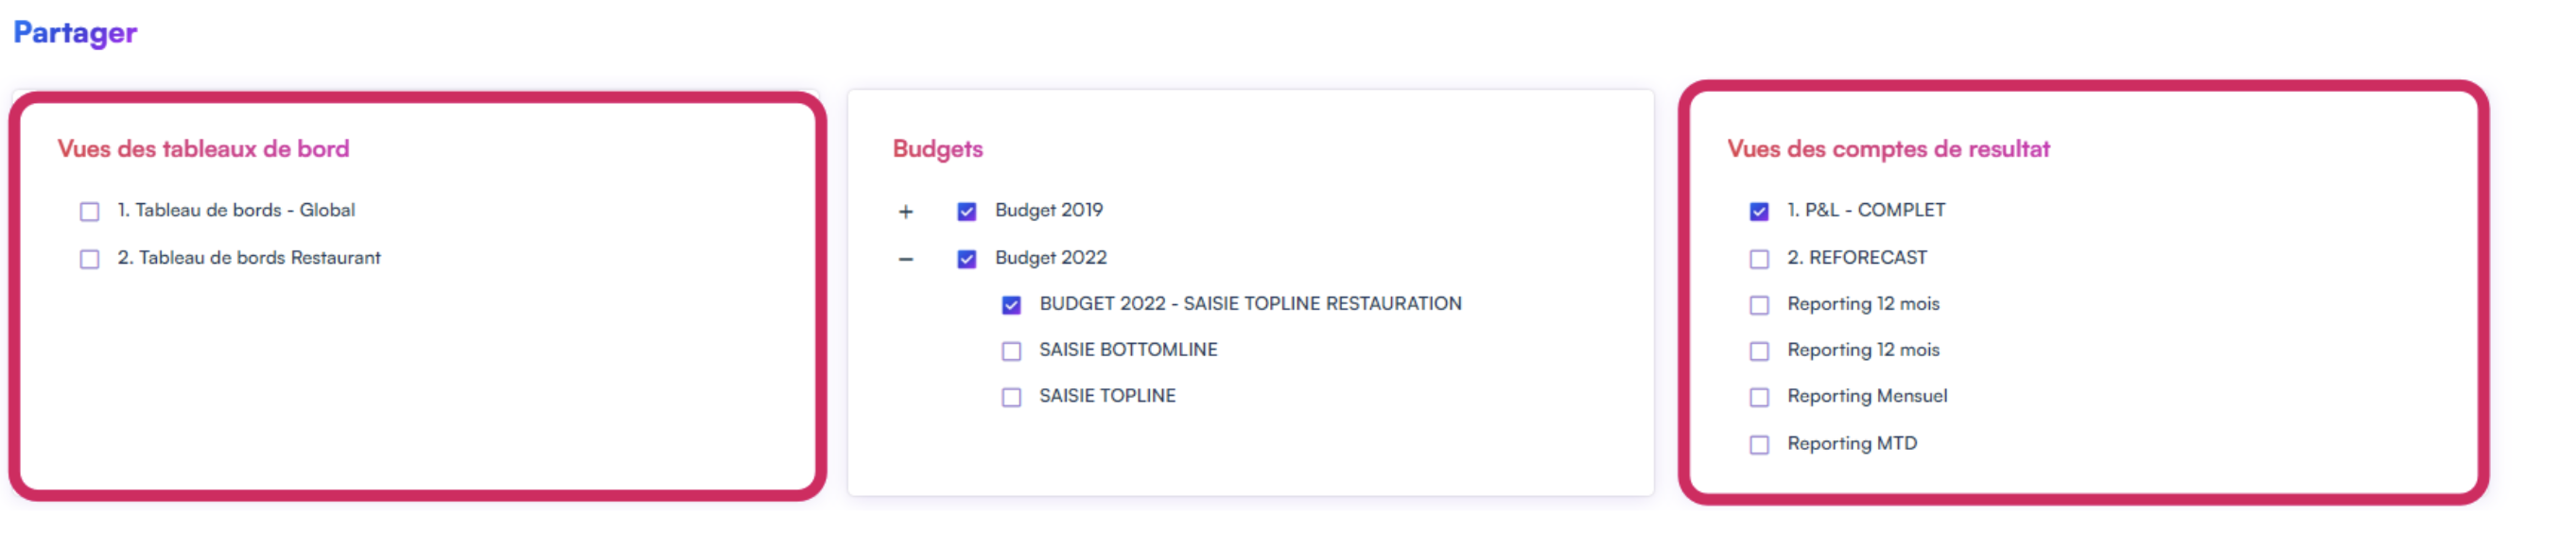 Partager
Vues des tableaux de bord
1. Tableau de bords - Global
2. Tableau de bords Restaurant
Budgets
+ Budget 2019
− Budget 2022
BUDGET 2022 - SAISIE TOPLINE RESTAURATION
SAISIE BOTTOMLINE
SAISIE TOPLINE
Vues des comptes de resultat
1. P&L - COMPLET
2. REFORECAST
Reporting 12 mois
Reporting 12 mois
Reporting Mensuel
Reporting MTD